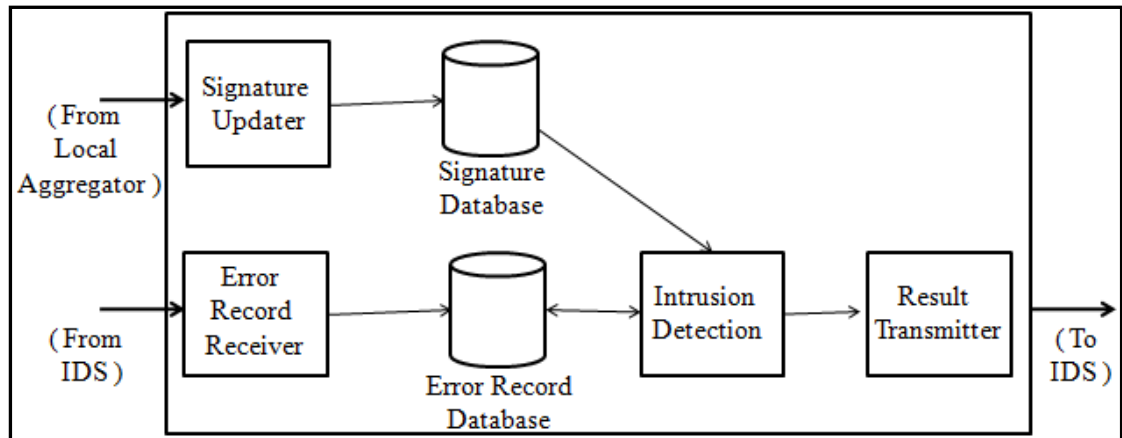 Signature
Updater
( From
Local
Aggregator )
Signature
Database
Error
Record
Receiver
( From
IDS )
Error Record
Database
Intrusion
Detection
Result
Transmitter
( To
IDS )